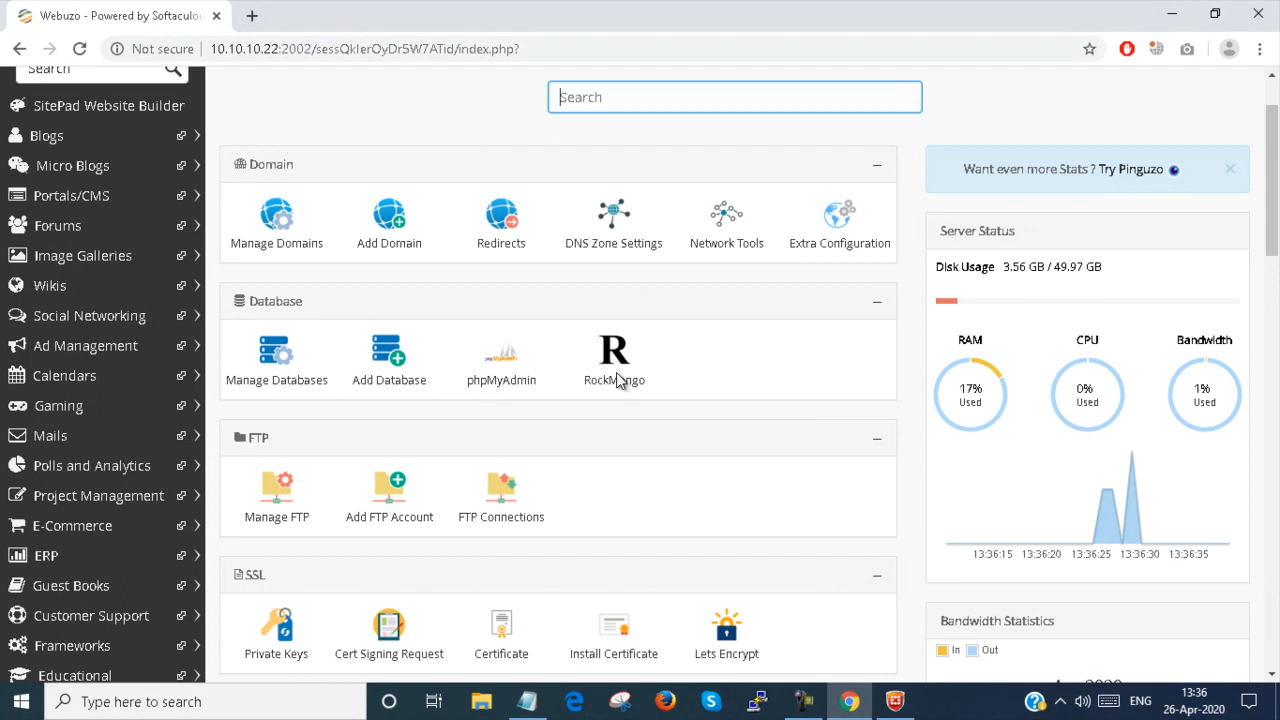 Webuzo - Powered by Softaculou
Not secure
10.10.10.22:2002/sessQkIerOyDr5W7ATid/index.php?
Search
SitePad Website Builder
Blogs
Micro Blogs
Portals/CMS
Forums
Image Galleries
Wikis
Social Networking
Ad Management
Calendars
Gaming
Mails
Polls and Analytics
Project Management
E-Commerce
ERP
Guest Books
Customer Support
Frameworks
Educational
Search
Domain
Manage Domains
Add Domain
Redirects
DNS Zone Settings
Network Tools
Extra Configuration
Database
Manage Databases
Add Database
phpMyAdmin
R
RockMongo
FTP
Manage FTP
Add FTP Account
FTP Connections
SSL
Private Keys
Cert Signing Request
Certificate
Install Certificate
Lets Encrypt
Want even more Stats ? Try Pinguzo
Server Status
Disk Usage 3.56 GB / 49.97 GB
RAM
CPU
Bandwidth
17%
Used
0%
Used
1%
Used
13:36:15
13:36:20
13:36:25
13:36:30
13:36:35
Bandwidth Statistics
In
Out
Type here to search
ENG
13:36
26-Apr-2020